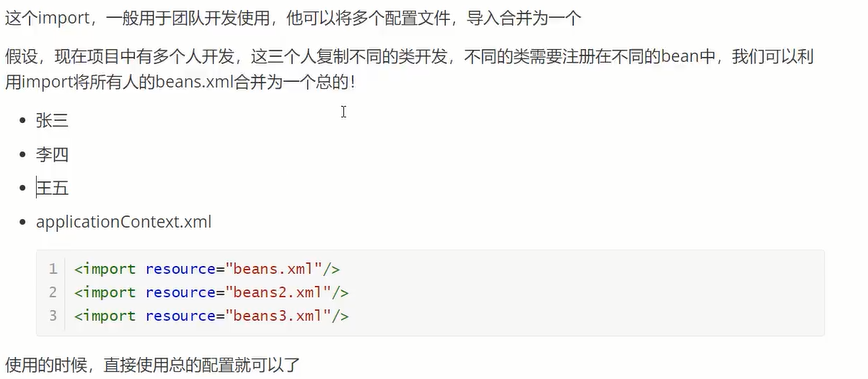 这个import，一般用于团队开发使用，他可以将多个配置文件，导入合并为一个
假设，现在项目中有多个人开发，这三个人复制不同的类开发，不同的类需要注册在不同的bean中，我们可以利
用import将所有人的beans.xml合并为一个总的！
• 张三
• 李四
• 王五
• applicationContext.xml
1 <import resource="beans.xml"/>
2 <import resource="beans2.xml"/>
3 <import resource="beans3.xml"/>
使用的时候，直接使用总的配置就可以了